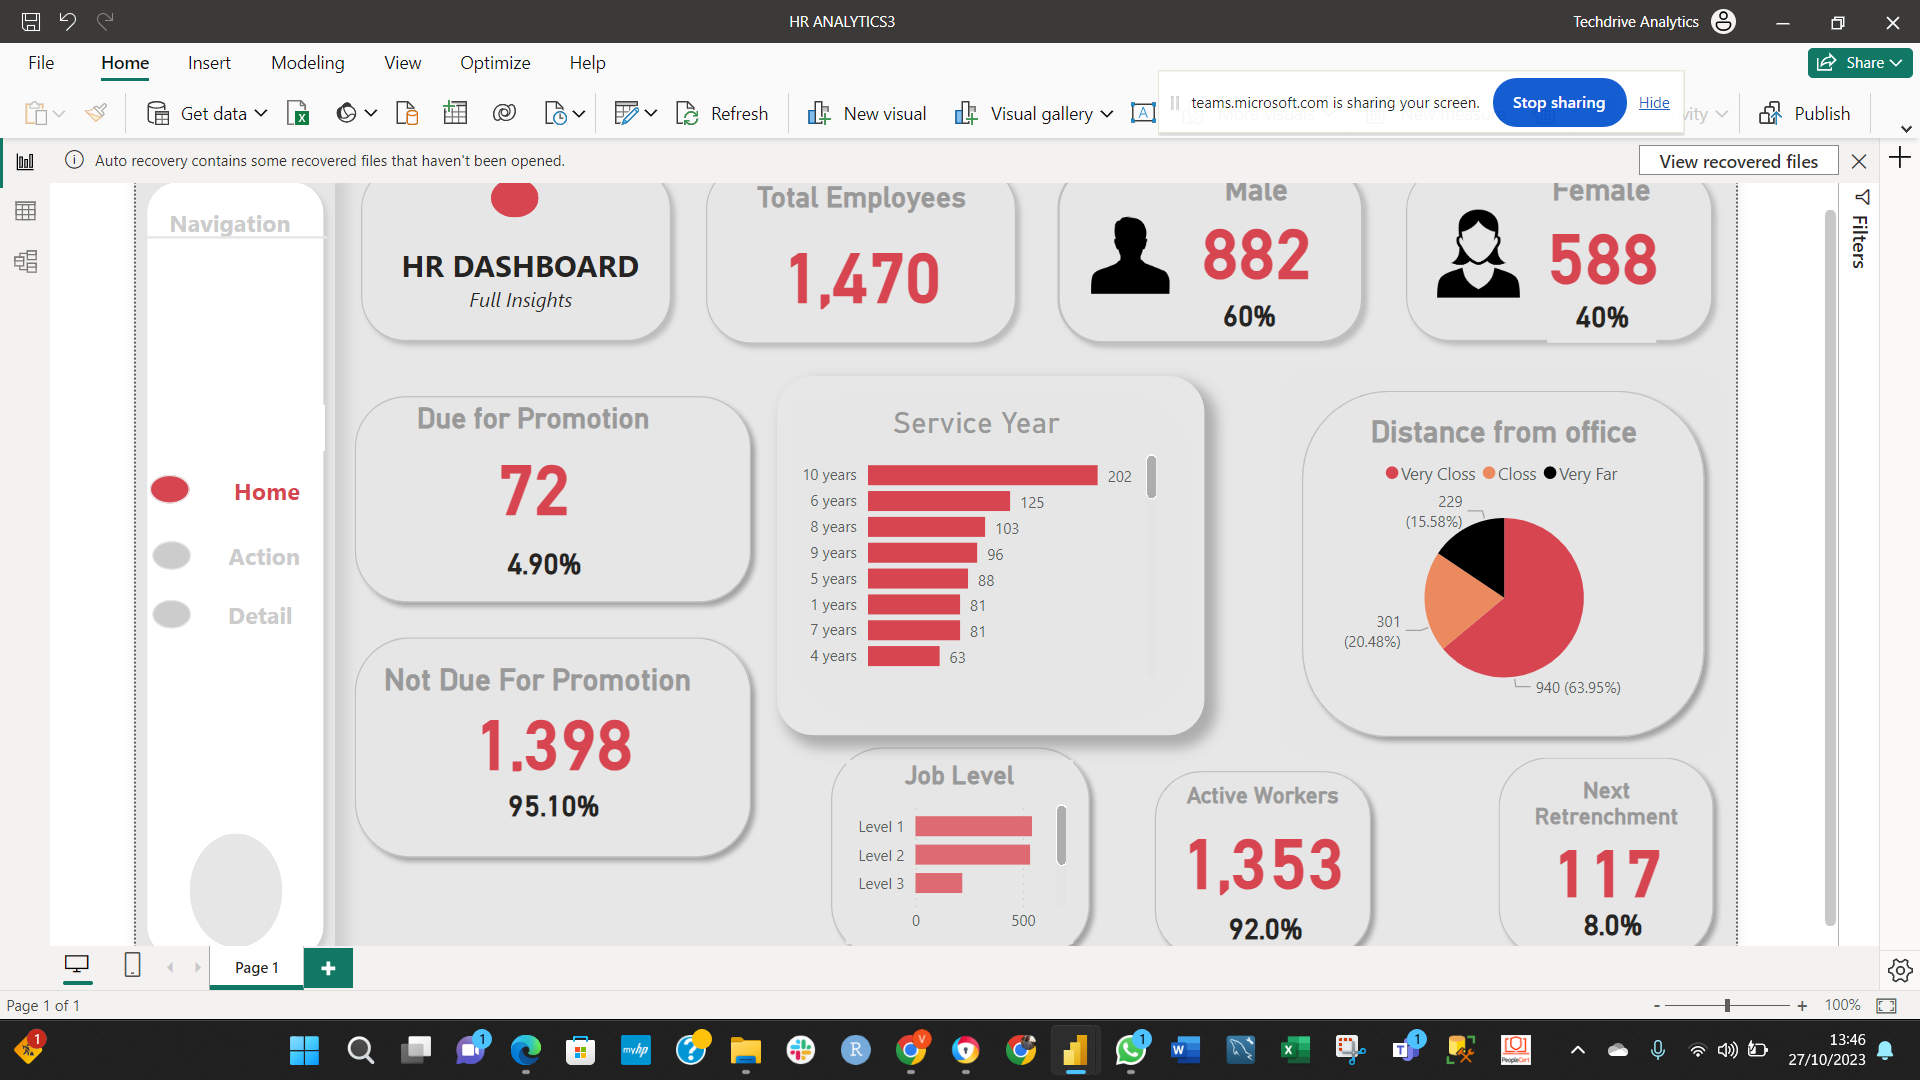 HR ANALYTICS3
Techdrive Analytics
File
Home
Insert
Modeling
View
Optimize
Help
Share
Get data
Refresh
New visual
Visual gallery
A
teams.microsoft.com is sharing your screen.
Stop sharing
Hide
Publish
Auto recovery contains some recovered files that haven't been opened.
View recovered files
Filters
Navigation
Home
Action
Detail
HR DASHBOARD
Full Insights
Total Employees
1,470
Male
882
60%
Female
588
40%
Due for Promotion
72
4.90%
Not Due For Promotion
1,398
95.10%
Service Year
10 years 202
6 years 125
8 years 103
9 years 96
5 years 88
1 years 81
7 years 81
4 years 63
Distance from office
Very Closs Closs Very Far
229
(15.58%)
301
(20.48%)
940 (63.95%)
Job Level
Level 1
Level 2
Level 3
0 500
Active Workers
1,353
92.0%
Next
Retrenchment
117
8.0%
Page 1
Page 1 of 1
- + 100%
1
1
myhp
?
R
V
1
W
X
T 1
PeopleCert
13:46
27/10/2023